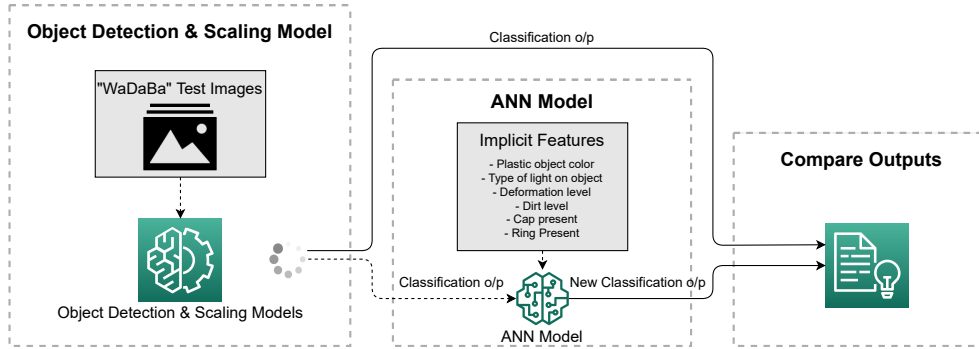 Object Detection & Scaling Model
"WaDaBa" Test Images
Object Detection & Scaling Models
Classification o/p
ANN Model
Implicit Features
- Plastic object color
- Type of light on object
- Deformation level
- Dirt level
- Cap present
- Ring Present
Classification o/p
New Classification o/p
ANN Model
Compare Outputs